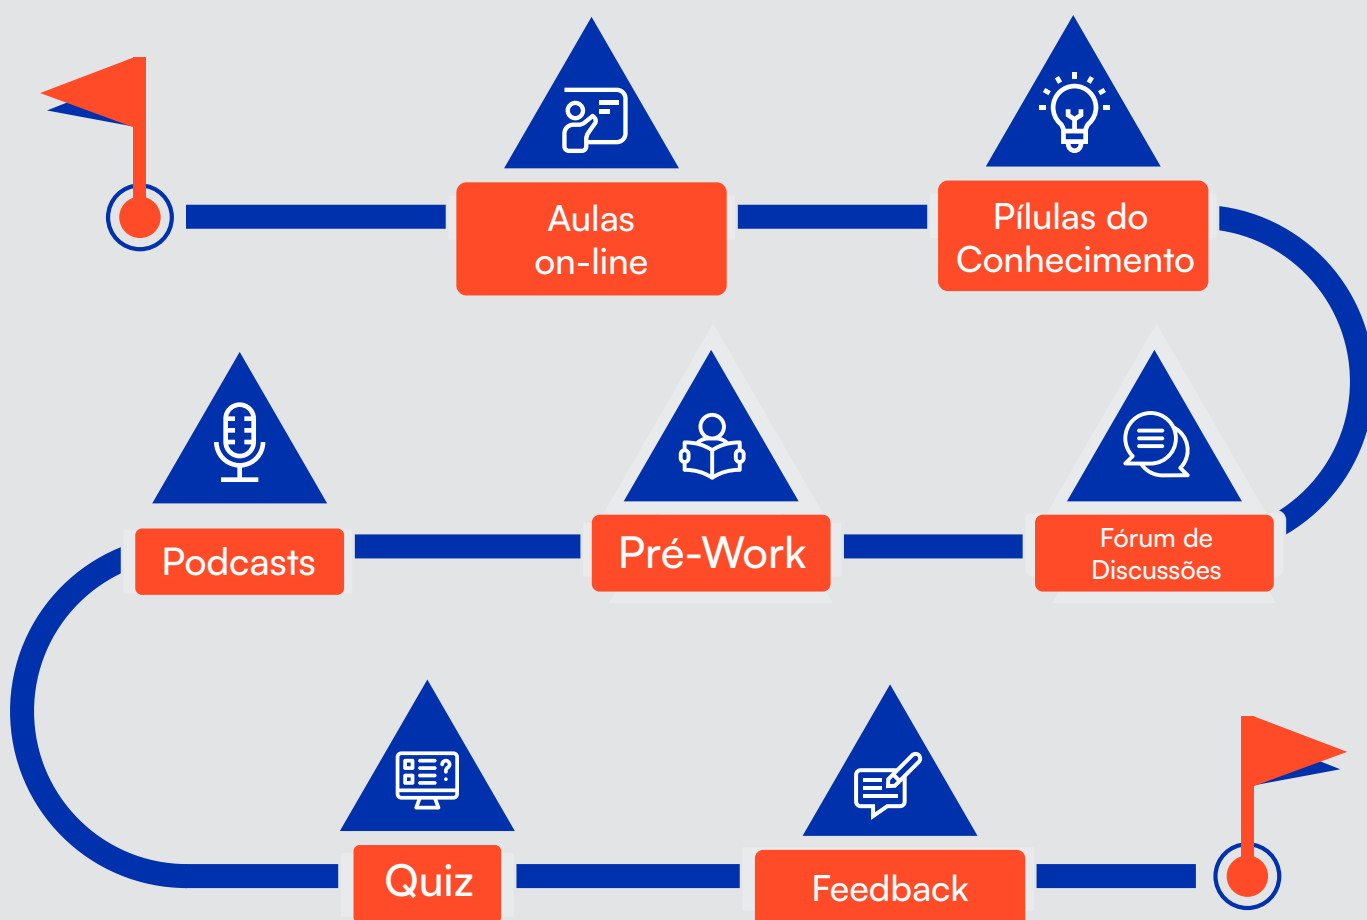 Aulas
on-line
Pílulas do
Conhecimento
Podcasts
Pré-Work
Fórum de
Discussões
Quiz
Feedback